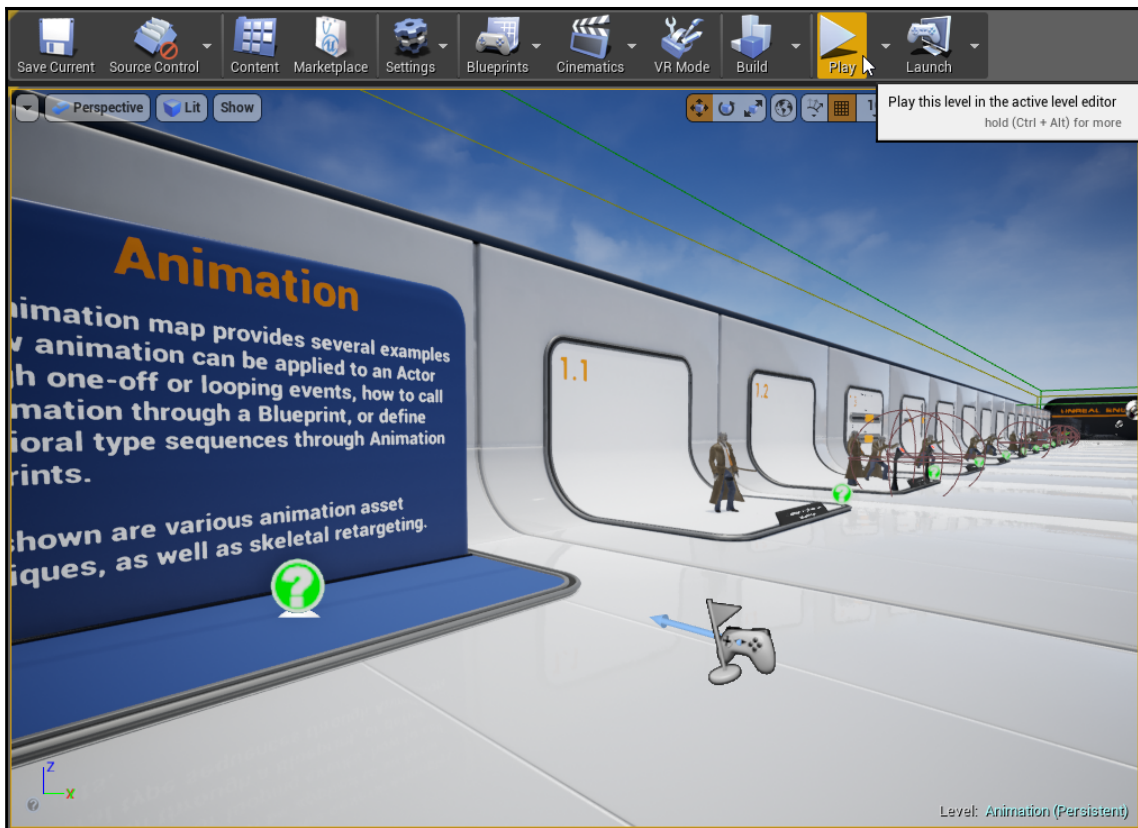 Save Current Source Control Content Marketplace Settings Blueprints Cinematics VR Mode Build Play Launch
Perspective Lit Show
Play this level in the active level editor
hold (Ctrl + Alt) for more
Animation
imation map provides several examples
animation can be applied to an Actor
h one-off or looping events, how to call
mation through a Blueprint, or define
ioral type sequences through Animation
rints.
hown are various animation asset
iques, as well as skeletal retargeting.
1.1
1.2
UNREAL ENG
Z
X
Level: Animation (Persistent)